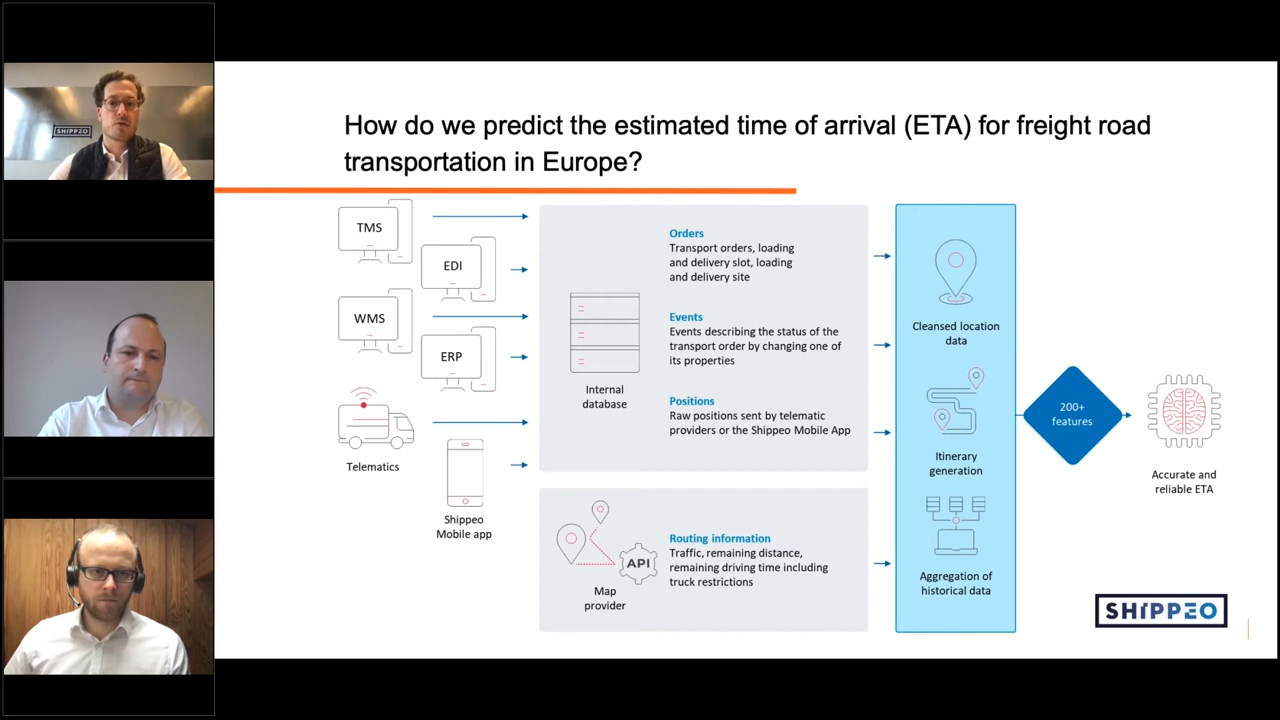 SHIPPEO
How do we predict the estimated time of arrival (ETA) for freight road
transportation in Europe?
TMS
EDI
WMS
ERP
Telematics
Shippeo
Mobile app
Internal
database
Orders
Transport orders, loading
and delivery slot, loading
and delivery site
Events
Events describing the status of the
transport order by changing one of
its properties
Positions
Raw positions sent by telematic
providers or the Shippeo Mobile App
API
Map
provider
Routing information
Traffic, remaining distance,
remaining driving time including
truck restrictions
Cleansed location
data
Itinerary
generation
Aggregation of
historical data
200+
features
Accurate and
reliable ETA
SHIPPEO